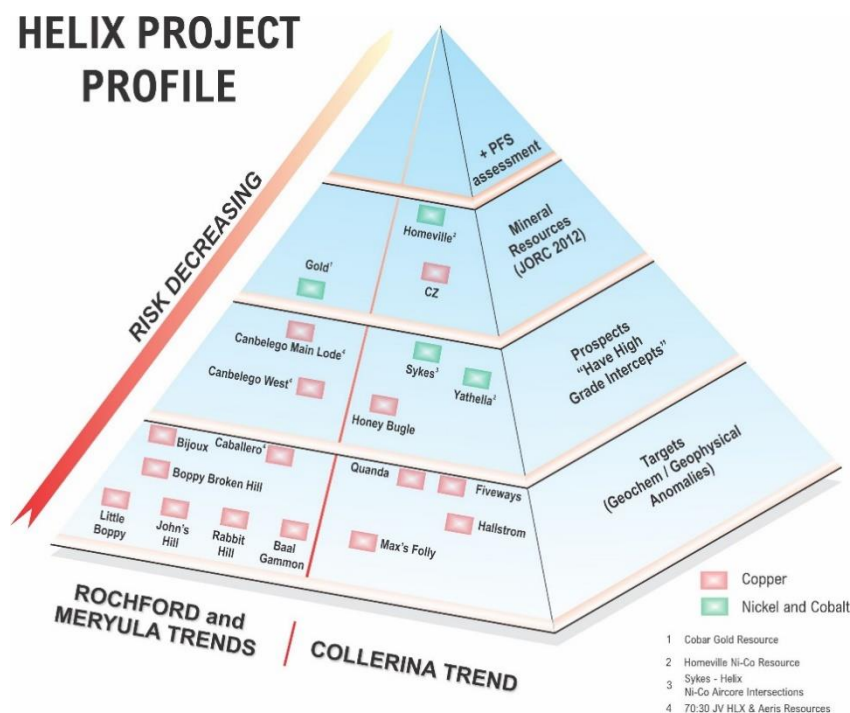 HELIX PROJECT
PROFILE
RISK DECREASING
+ PFS
assessment
Mineral
Resources
(JORC 2012)
Prospects
"Have High
Grade Intercepts"
Targets
(Geochem / Geophysical
Anomalies)
Homeville²
Gold¹
CZ
Canbelego Main Lode⁴
Canbelego West⁴
Sykes³
Yathella²
Honey Bugle
Bijoux
Caballero⁴
Boppy Broken Hill
Little
Boppy
John's
Hill
Rabbit
Hill
Baal
Gammon
Quanda
Fiveways
Hallstrom
Max's Folly
ROCHFORD and
MERYULA TRENDS
COLLERINA TREND
Copper
Nickel and Cobalt
1 Cobar Gold Resource
2 Homeville Ni-Co Resource
3 Sykes - Helix
Ni-Co Aircore Intersections
4 70:30 JV HLX & Aeris Resources